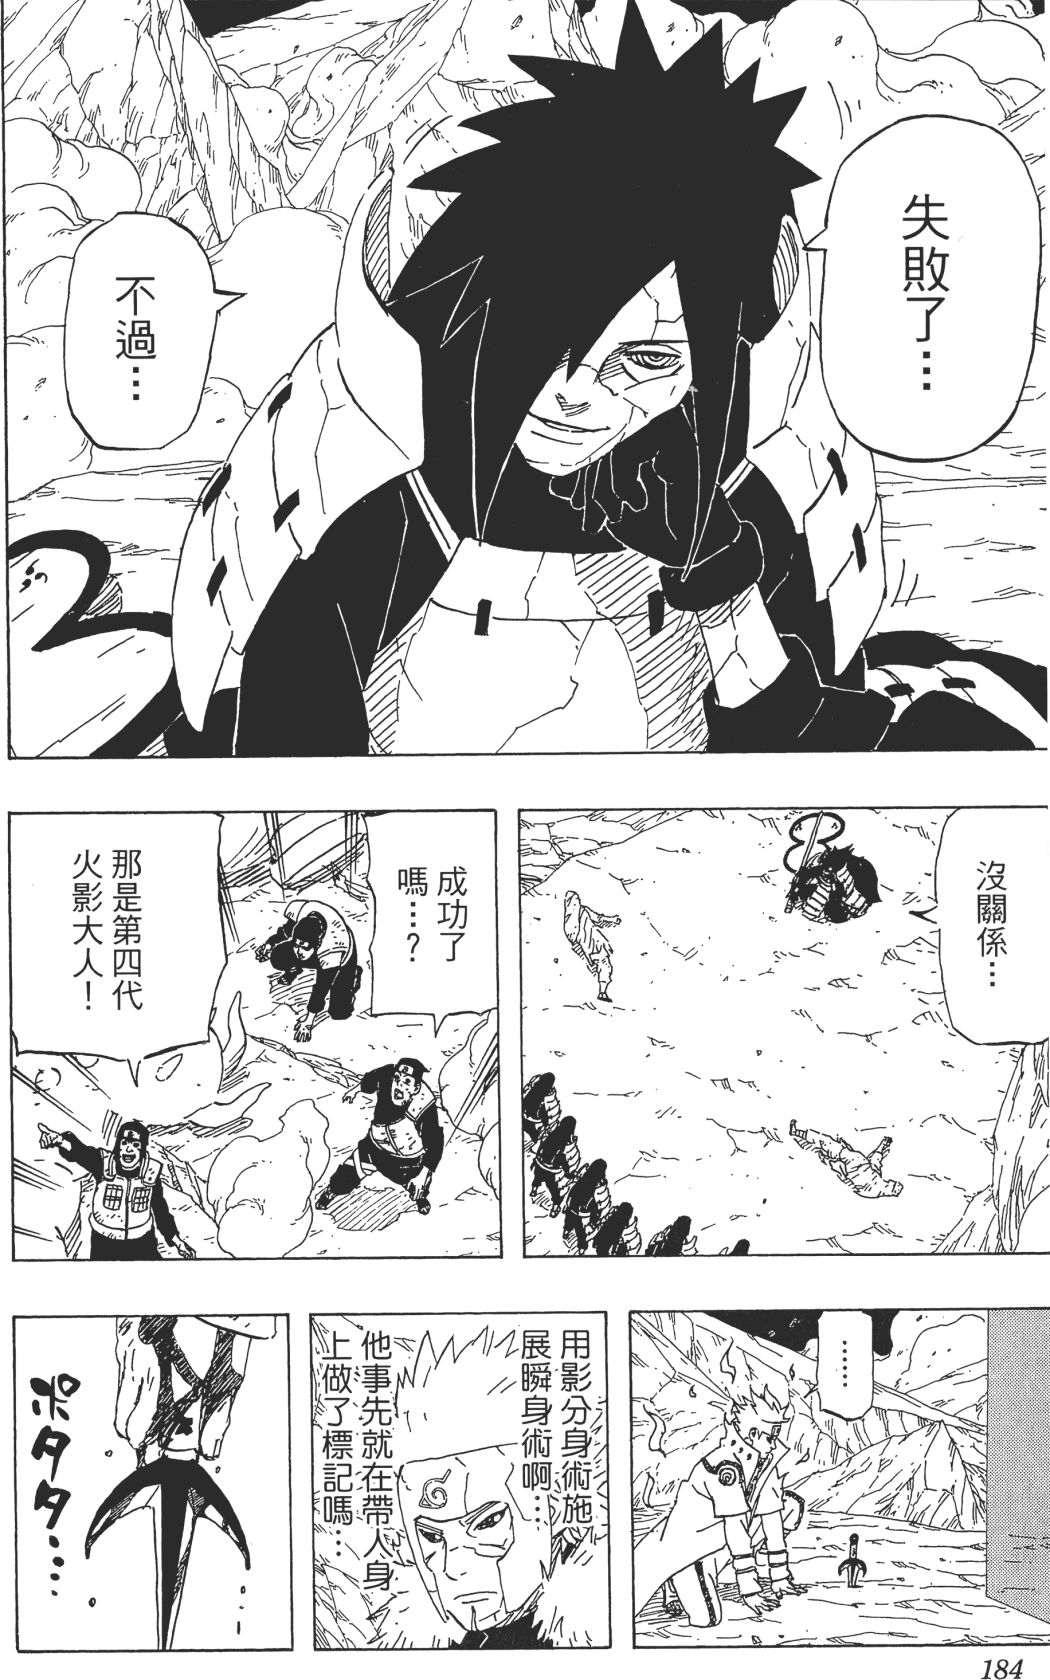 失敗了…
不過…
沒關係…
成功了
嗎…?
那是第四代
火影大人!
……
用影分身術施
展瞬身術啊…
他事先就在帶人身
上做了標記嗎…
ポタタ…
184